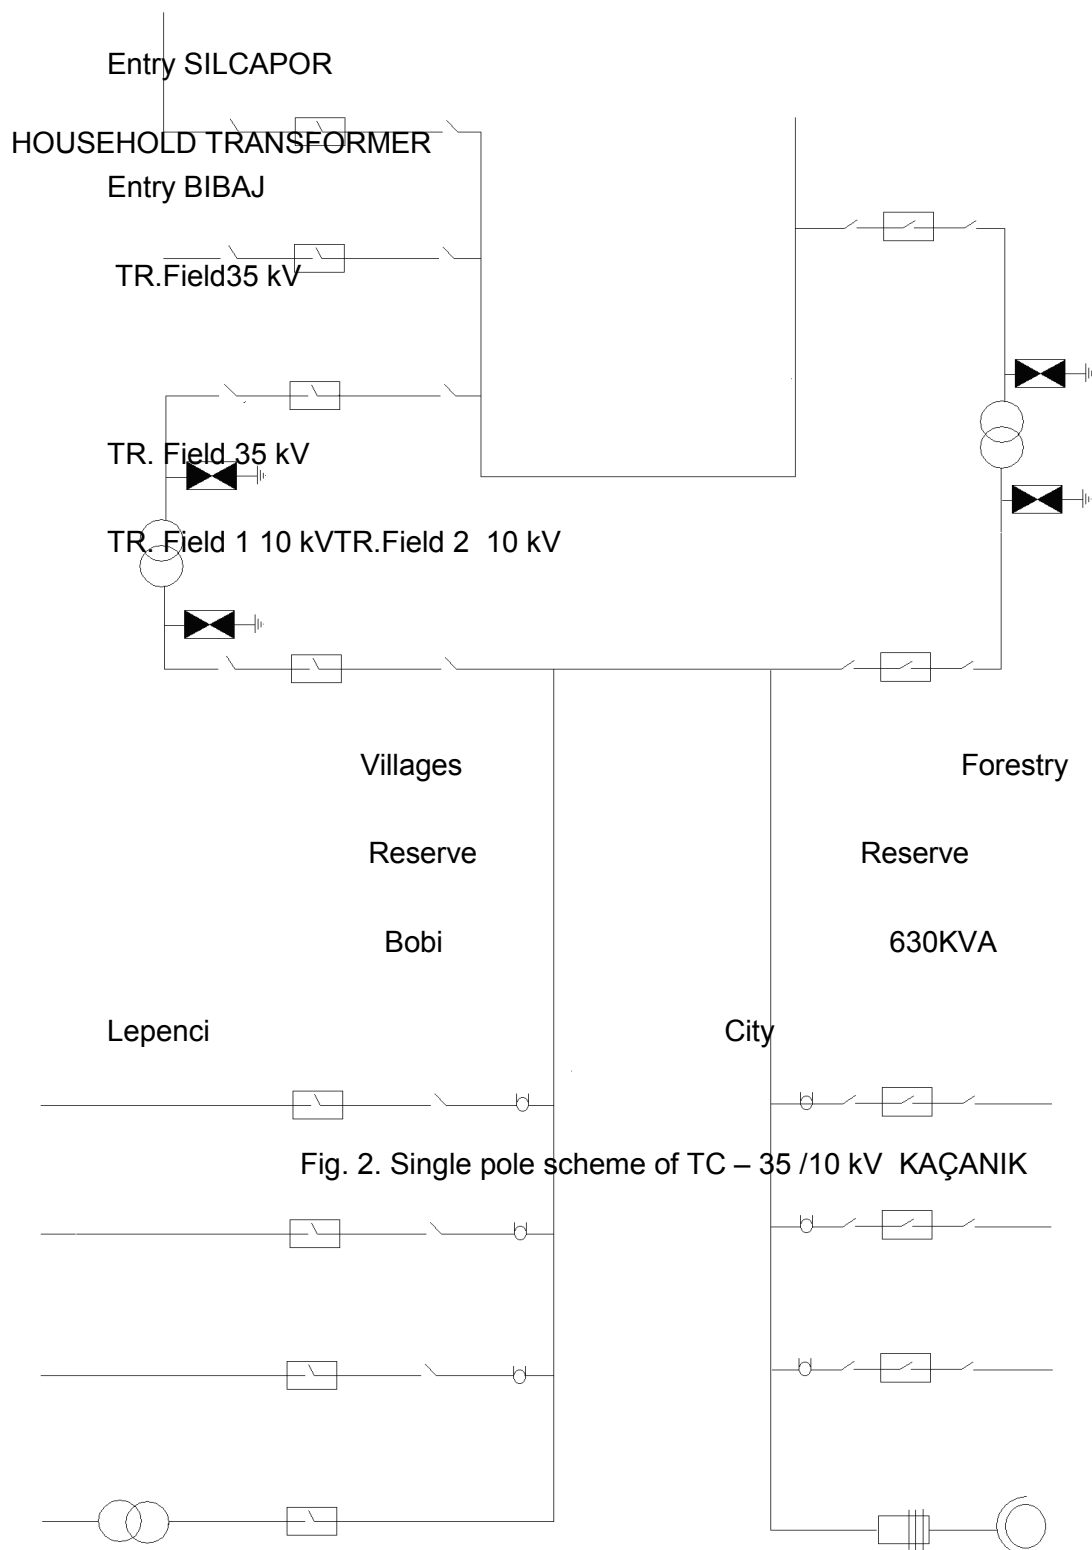 Entry SILCAPOR
HOUSEHOLD TRANSFORMER
Entry BIBAJ
TR.Field35 kV
TR. Field 35 kV
TR. Field 1 10 kVTR.Field 2 10 kV
Villages Forestry
Reserve Reserve
Bobi 630KVA
Lepenci City
Fig. 2. Single pole scheme of TC – 35 /10 kV KAÇANIK